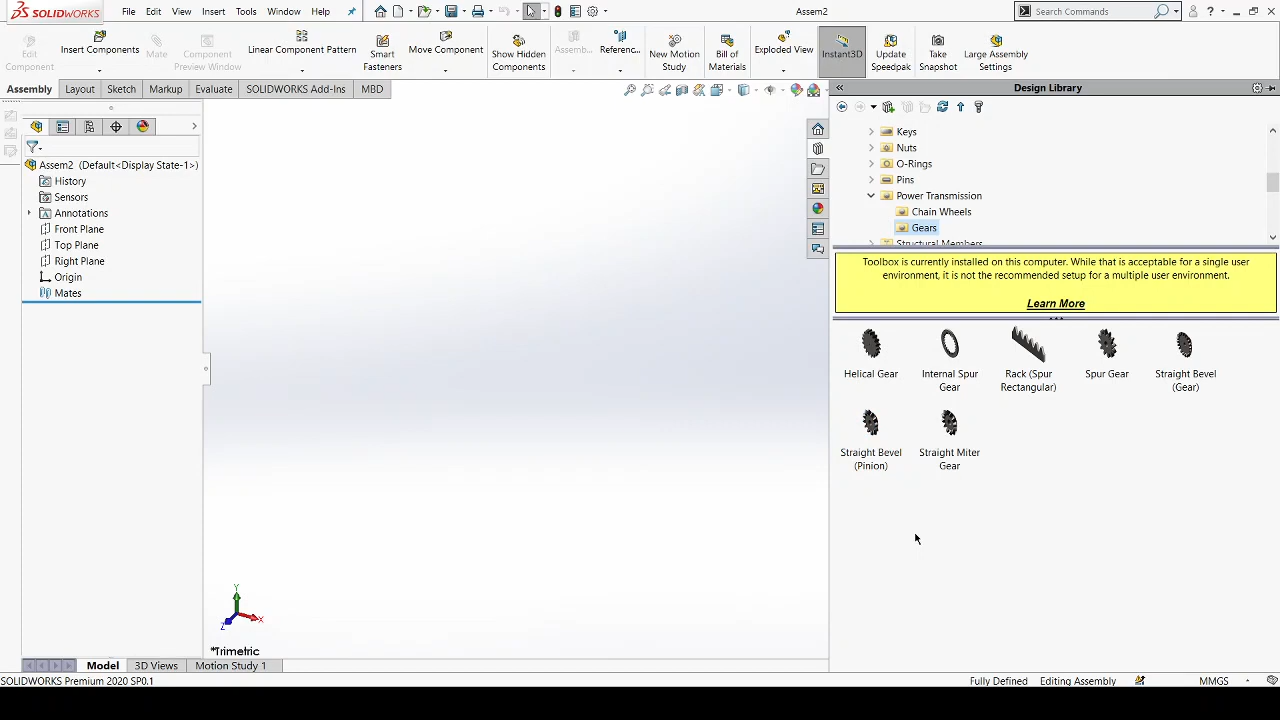 SOLIDWORKS File Edit View Insert Tools Window Help Assem2 Search Commands
Edit Component
Insert Components
Mate
Component Preview Window
Linear Component Pattern
Smart Fasteners
Move Component
Show Hidden Components
Assemb...
Referenc...
New Motion Study
Bill of Materials
Exploded View
Instant3D
Update Speedpak
Take Snapshot
Large Assembly Settings
Assembly Layout Sketch Markup Evaluate SOLIDWORKS Add-Ins MBD
Design Library
Assem2 (Default<Display State-1>)
History
Sensors
Annotations
Front Plane
Top Plane
Right Plane
Origin
Mates
Keys
Nuts
O-Rings
Pins
Power Transmission
Chain Wheels
Gears
Structural Members
Toolbox is currently installed on this computer. While that is acceptable for a single user
environment, it is not the recommended setup for a multiple user environment.
Learn More
Helical Gear
Internal Spur Gear
Rack (Spur Rectangular)
Spur Gear
Straight Bevel (Gear)
Straight Bevel (Pinion)
Straight Miter Gear
Y
X
Z
*Trimetric
Model 3D Views Motion Study 1
SOLIDWORKS Premium 2020 SP0.1 Fully Defined Editing Assembly MMGS